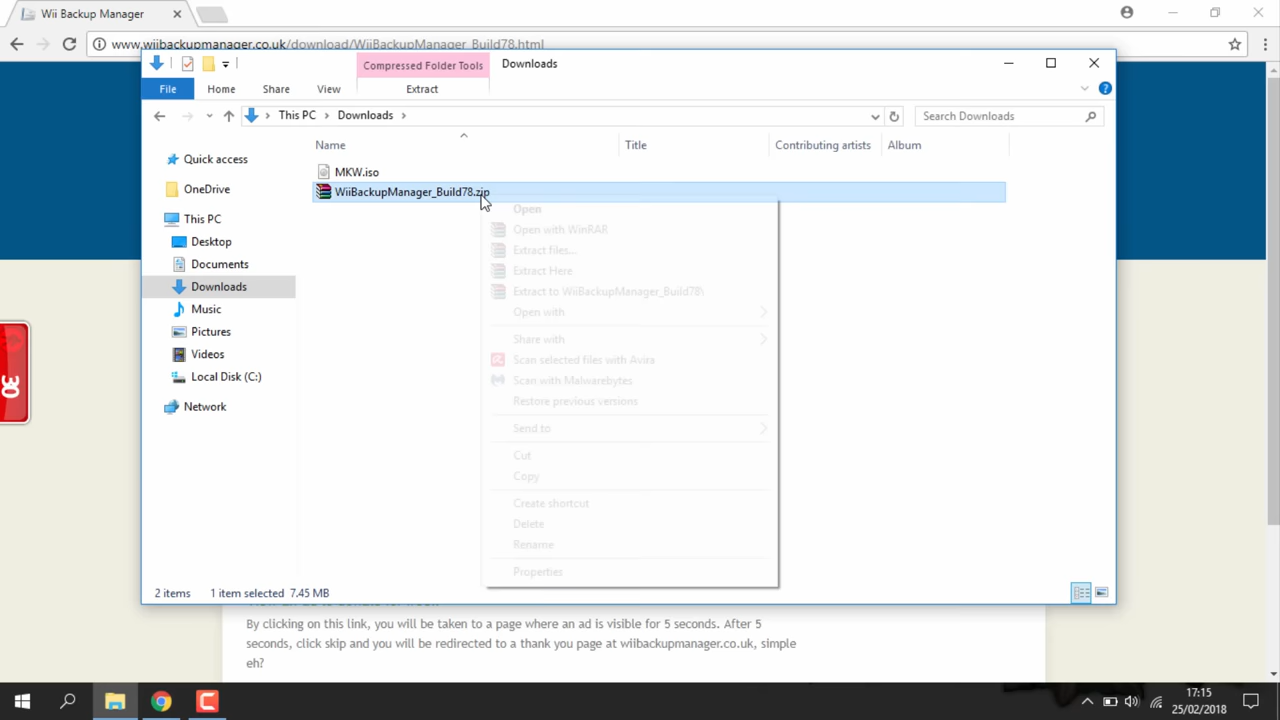 Wii Backup Manager
www.wiibackupmanager.co.uk/download/WiiBackupManager_Build78.html
Compressed Folder Tools
Downloads
File
Home
Share
View
Extract
This PC
Downloads
Search Downloads
Name
Title
Contributing artists
Album
Quick access
OneDrive
This PC
Desktop
Documents
Downloads
Music
Pictures
Videos
Local Disk (C:)
Network
MKW.iso
WiiBackupManager_Build78.zip
Open
Open with WinRAR
Extract files...
Extract Here
Extract to WiiBackupManager_Build78\
Open with
Share with
Scan selected files with Avira
Scan with Malwarebytes
Restore previous versions
Send to
Cut
Copy
Create shortcut
Delete
Rename
Properties
2 items 1 item selected 7.45 MB
By clicking on this link, you will be taken to a page where an ad is visible for 5 seconds. After 5
seconds, click skip and you will be redirected to a thank you page at wiibackupmanager.co.uk, simple
eh?
17:15
25/02/2018